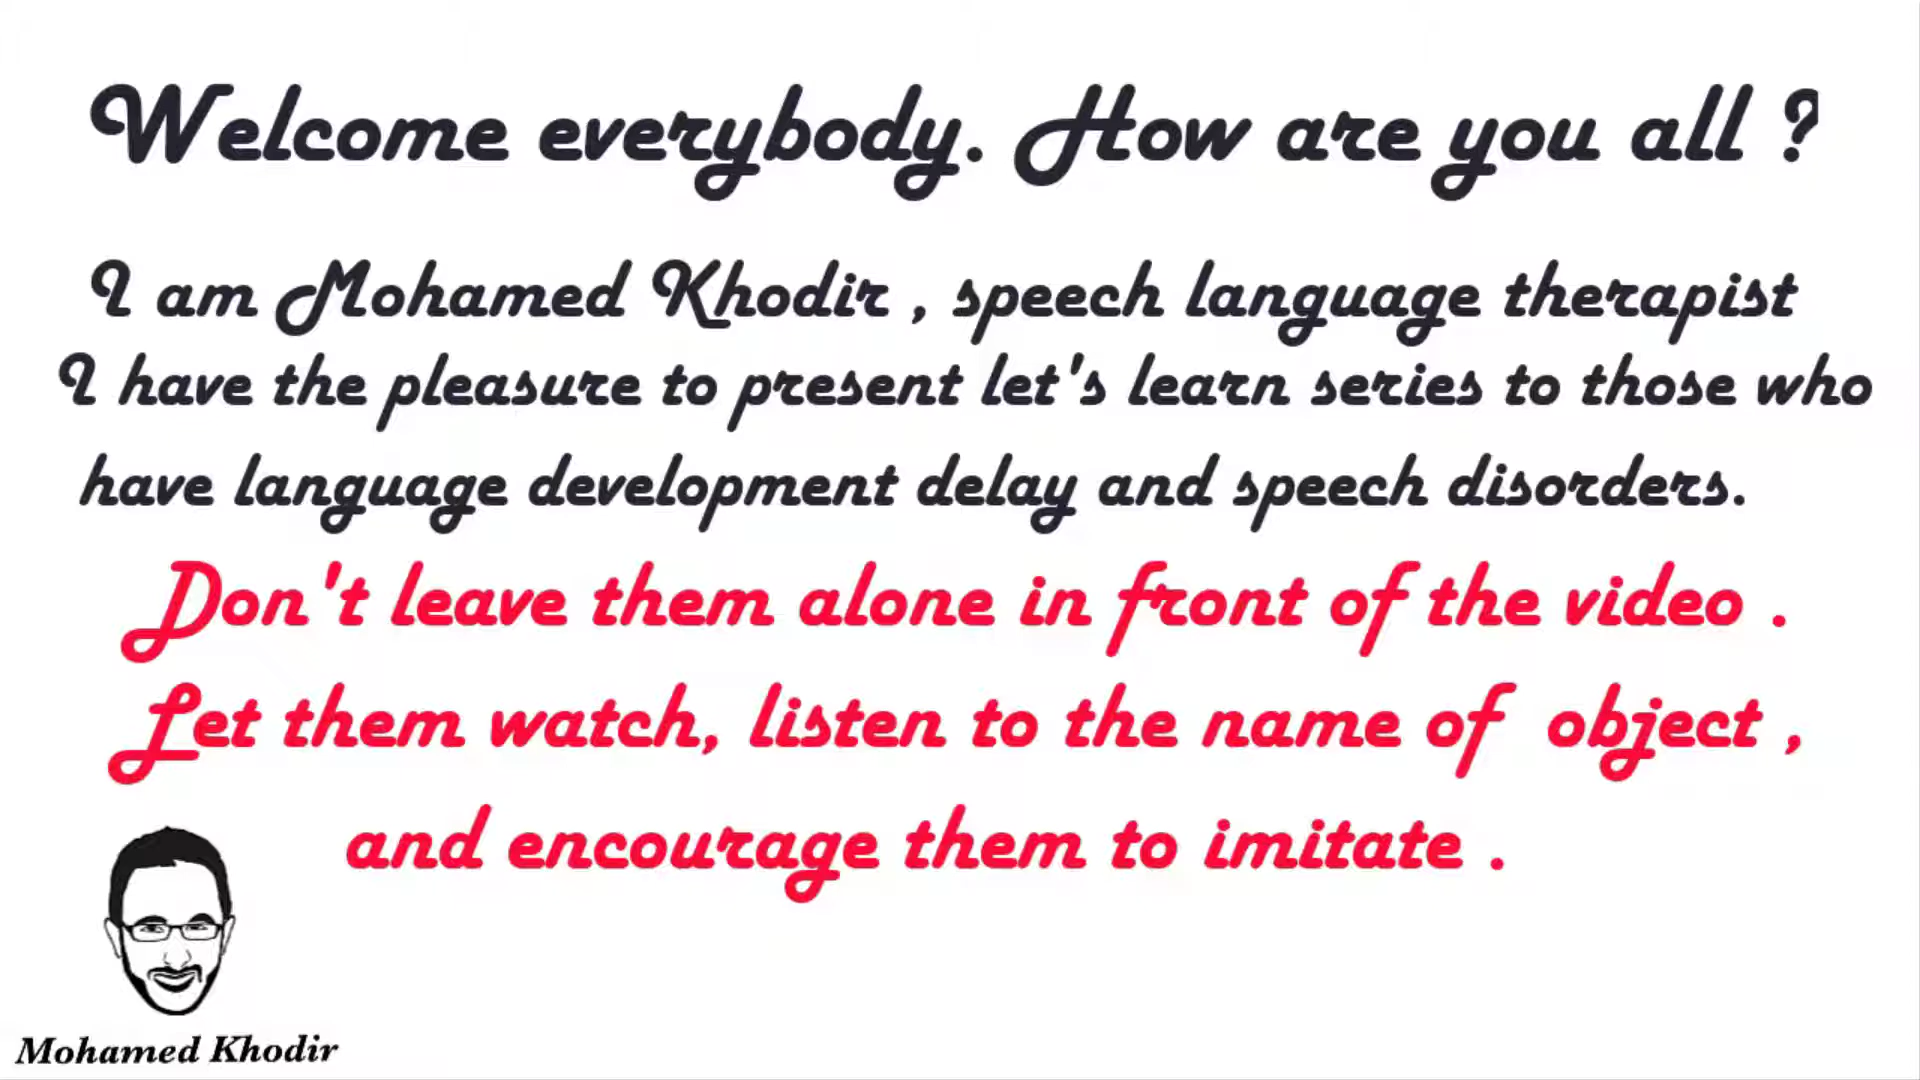 Welcome everybody. How are you all ?
I am Mohamed Khodir , speech language therapist
I have the pleasure to present let's learn series to those who
have language development delay and speech disorders.
Don't leave them alone in front of the video .
Let them watch, listen to the name of object ,
and encourage them to imitate .
Mohamed Khodir